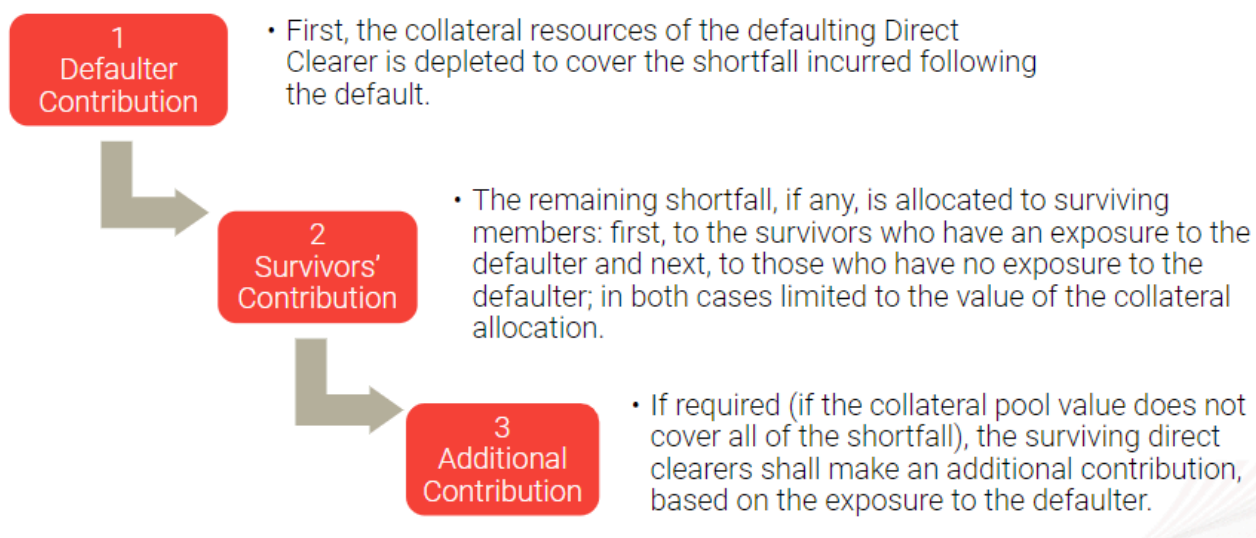 1
Defaulter
Contribution
• First, the collateral resources of the defaulting Direct
Clearer is depleted to cover the shortfall incurred following
the default.
2
Survivors'
Contribution
• The remaining shortfall, if any, is allocated to surviving
members: first, to the survivors who have an exposure to the
defaulter and next, to those who have no exposure to the
defaulter; in both cases limited to the value of the collateral
allocation.
3
Additional
Contribution
• If required (if the collateral pool value does not
cover all of the shortfall), the surviving direct
clearers shall make an additional contribution,
based on the exposure to the defaulter.